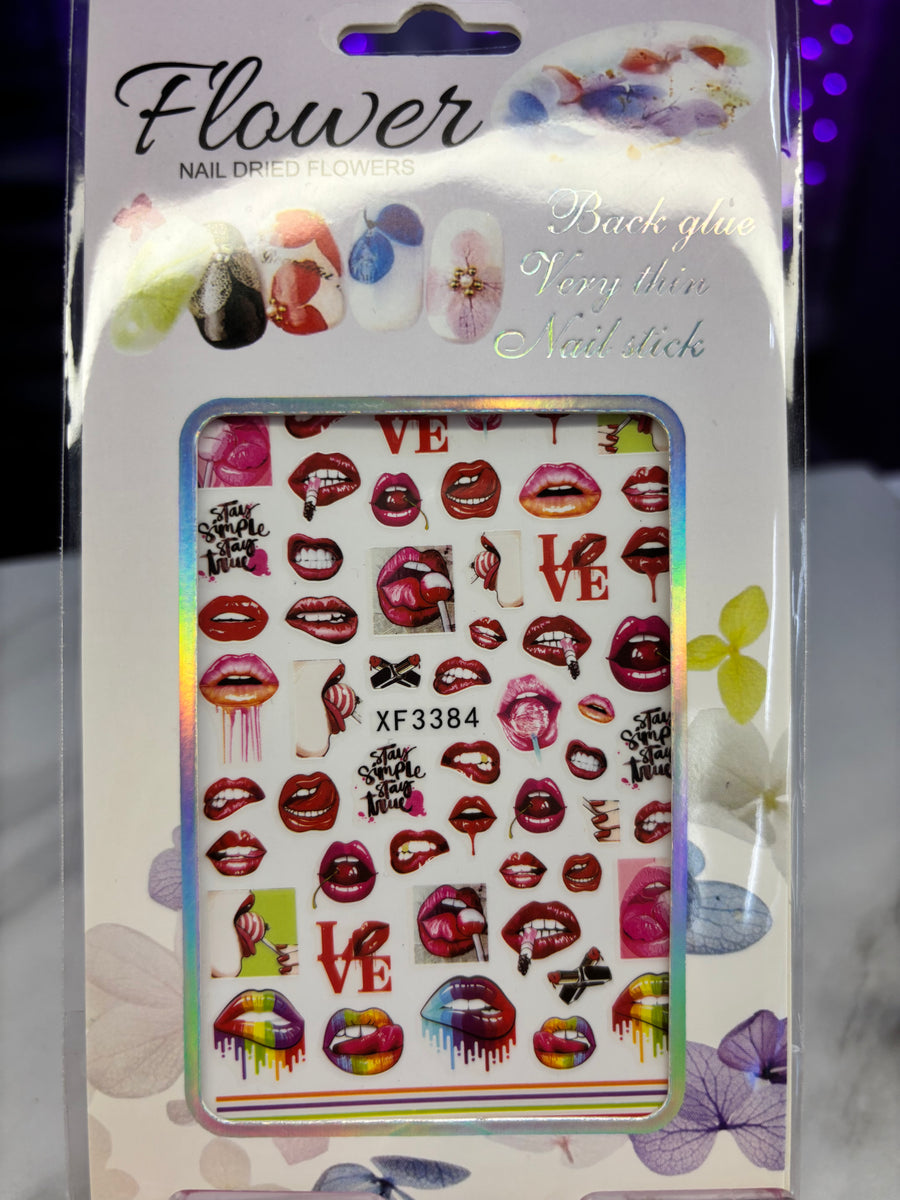 Flower
NAIL DRIED FLOWERS
Back glue
Very thin
Nail stick
VE
stay
simple
stay
true
LO
VE
XF3384
stay
simple
stay
true
stay
simple
stay
true
LO
VE